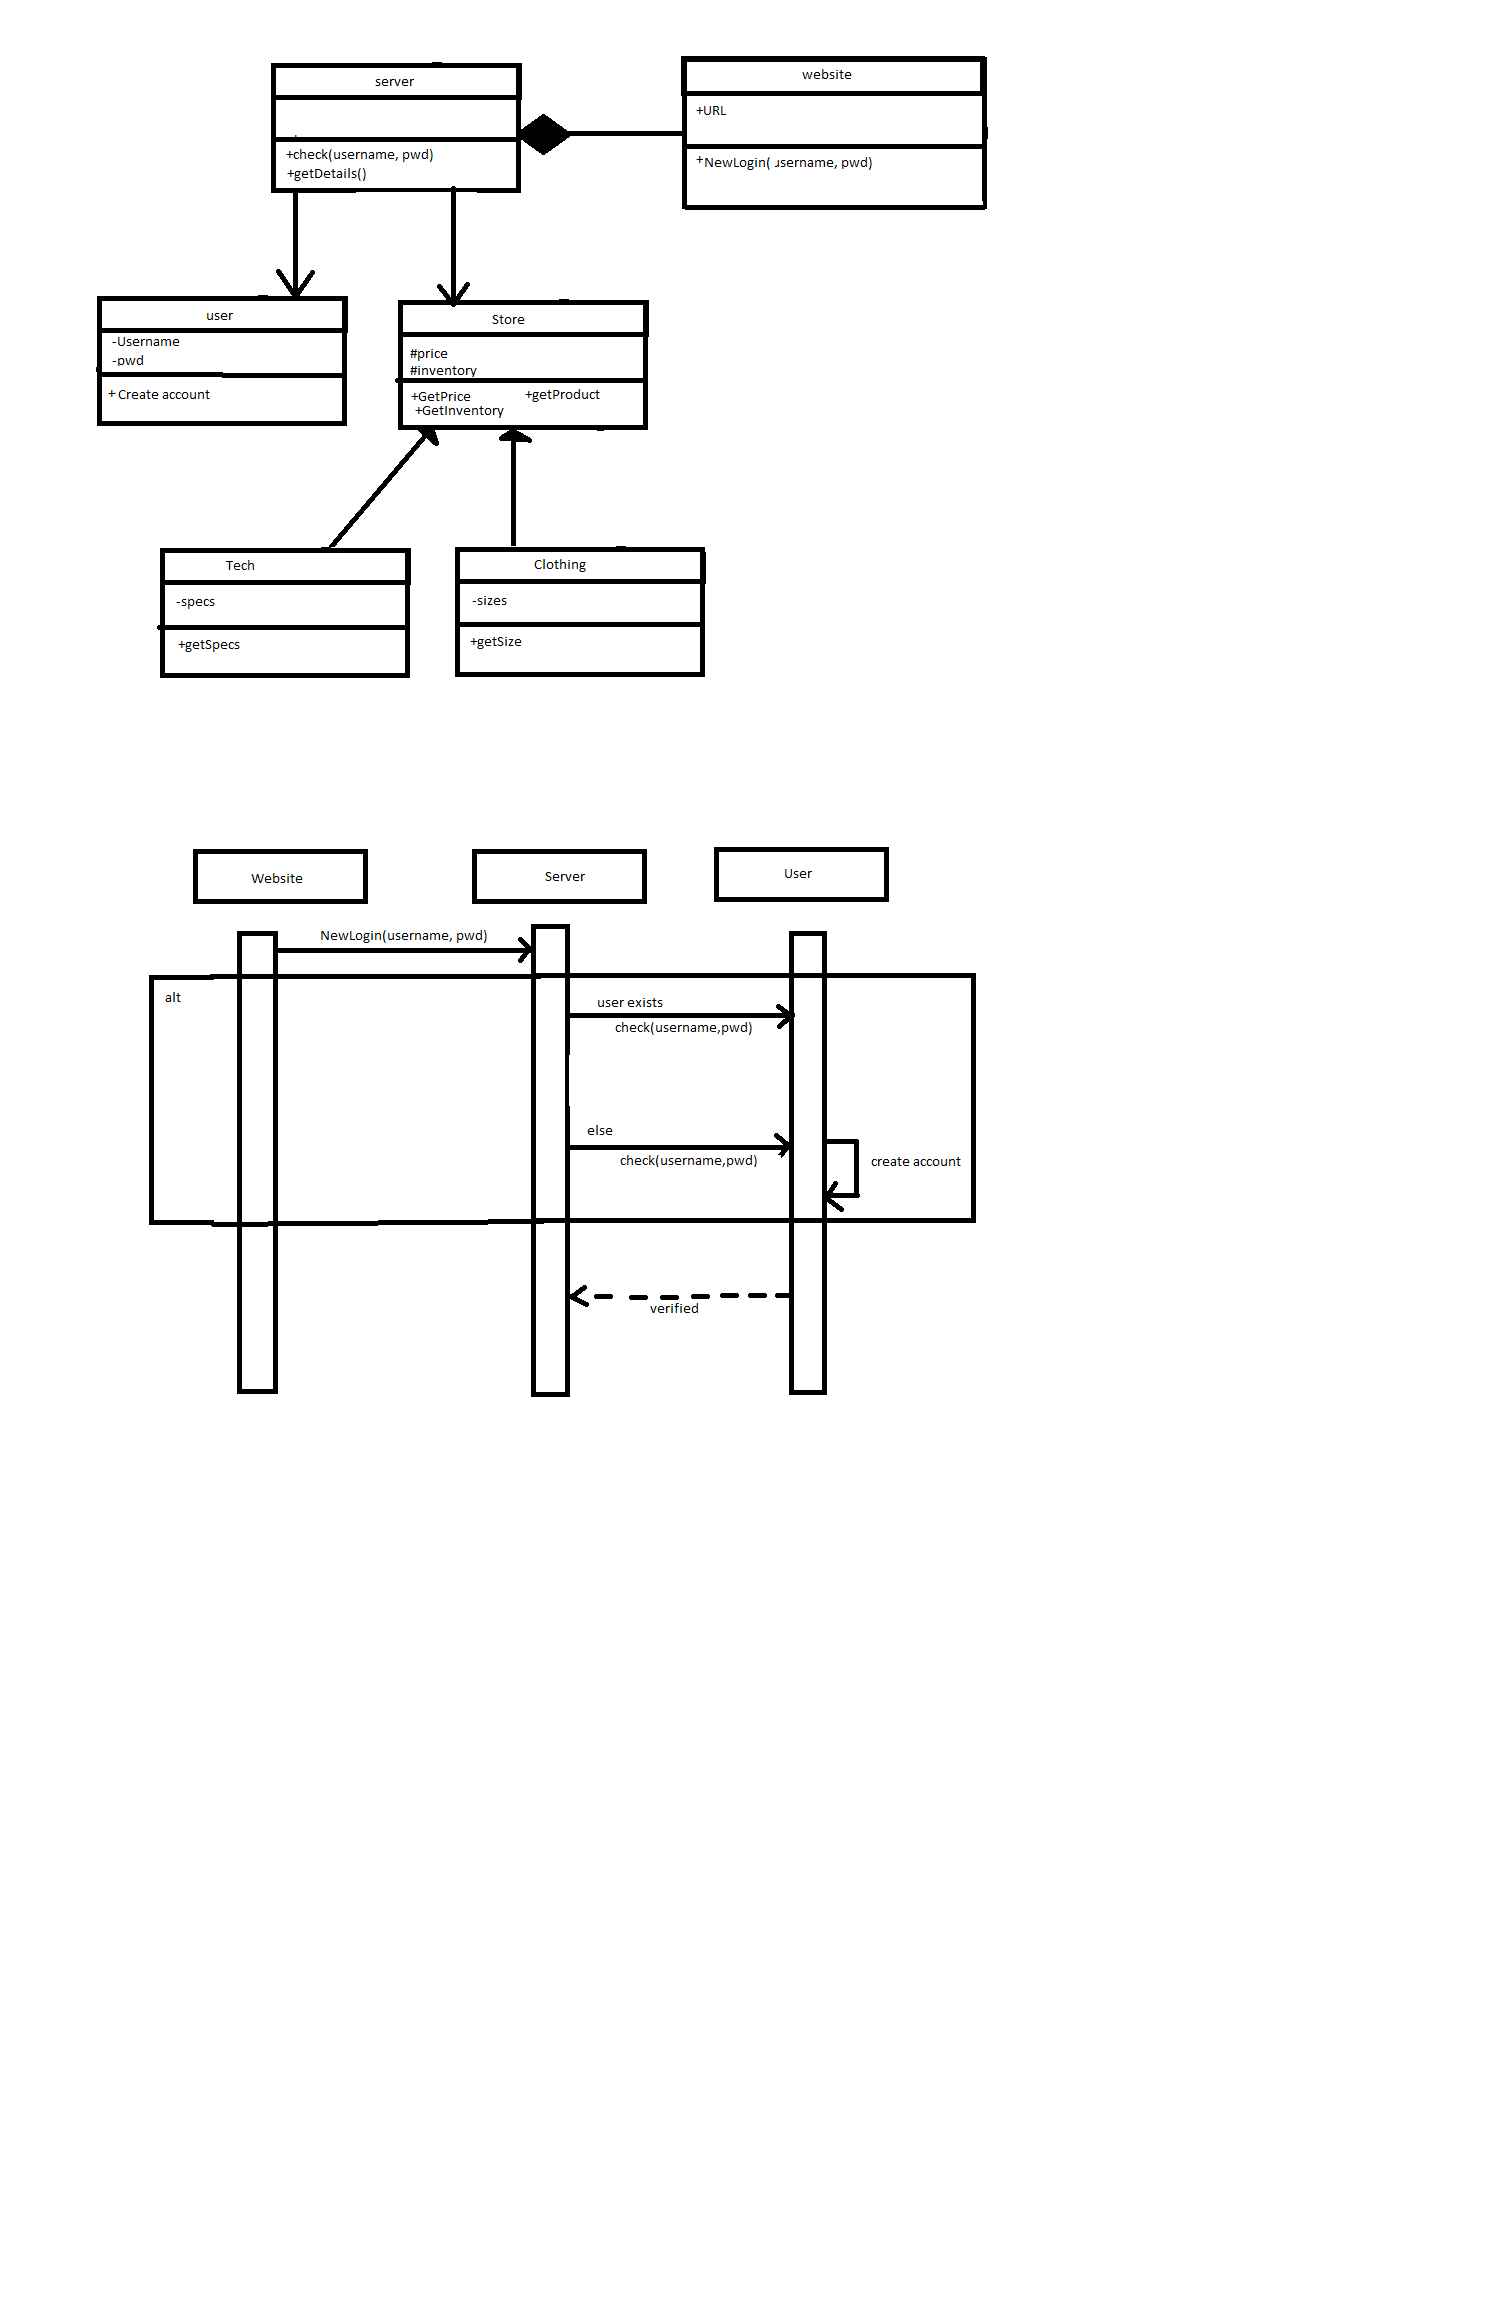 server
+check(username, pwd)
+getDetails()
website
+URL
+NewLogin( username, pwd)
user
-Username
-pwd
+Create account
Store
#price
#inventory
+GetPrice
+getProduct
+GetInventory
Tech
-specs
+getSpecs
Clothing
-sizes
+getSize
Website
Server
User
NewLogin(username, pwd)
alt
user exists
check(username,pwd)
else
check(username,pwd)
create account
verified